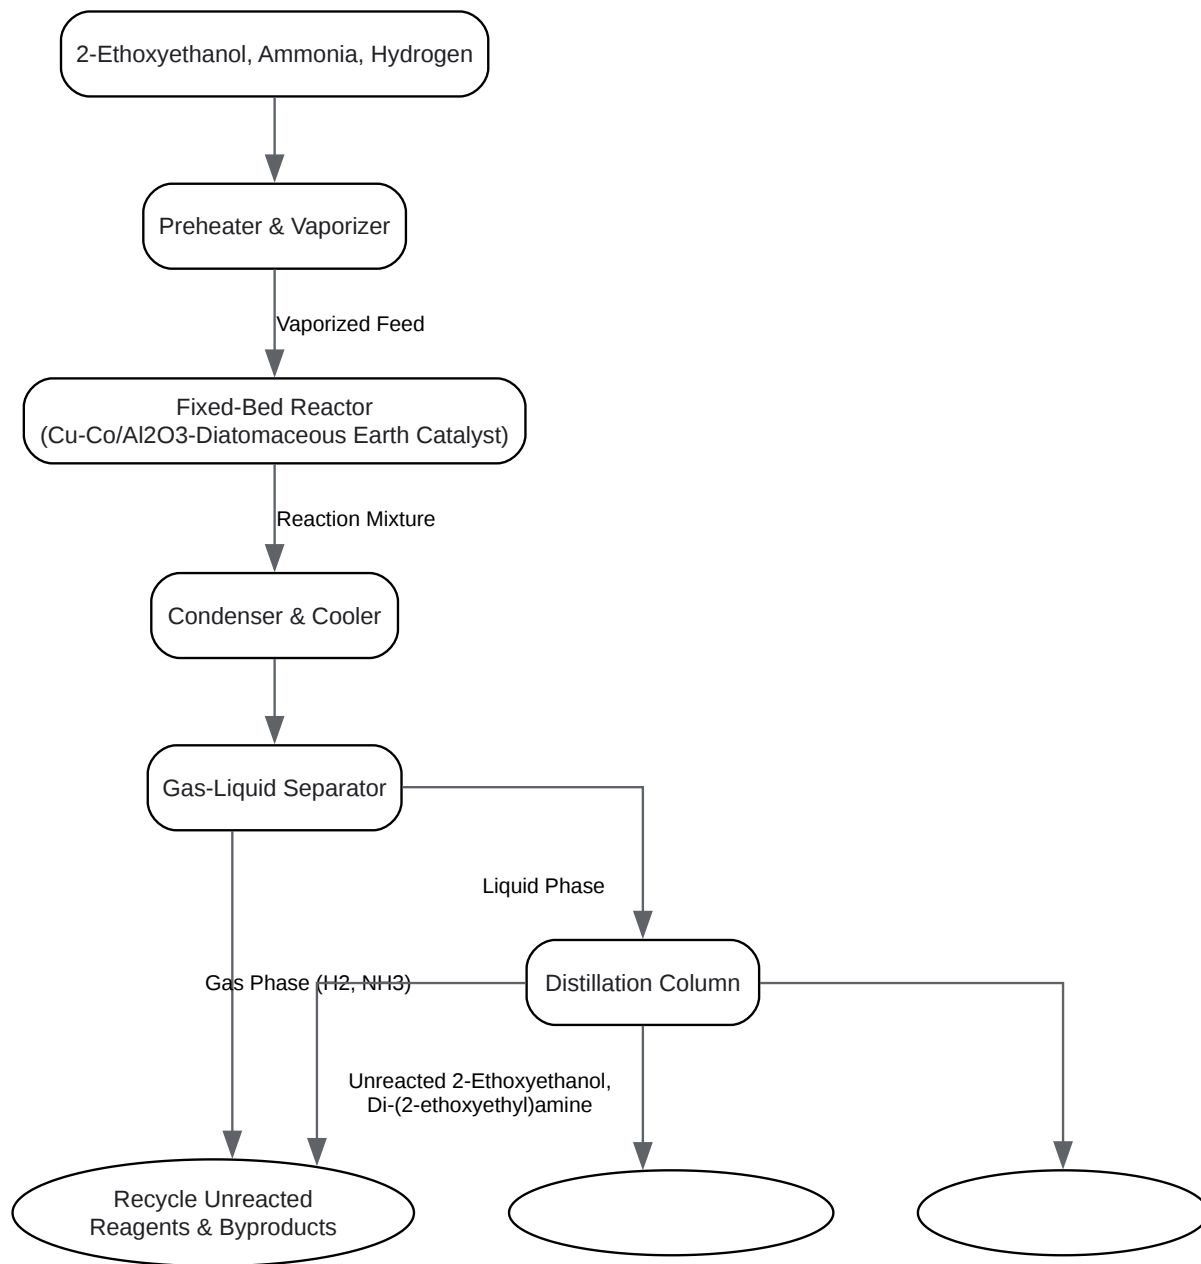 2-Ethoxyethanol, Ammonia, Hydrogen
Preheater & Vaporizer
Vaporized Feed
Fixed-Bed Reactor
(Cu-Co/Al2O3-Diatomaceous Earth Catalyst)
Reaction Mixture
Condenser & Cooler
Gas-Liquid Separator
Liquid Phase
Gas Phase (H2, NH3)
Distillation Column
Unreacted 2-Ethoxyethanol,
Di-(2-ethoxyethyl)amine
Recycle Unreacted
Reagents & Byproducts